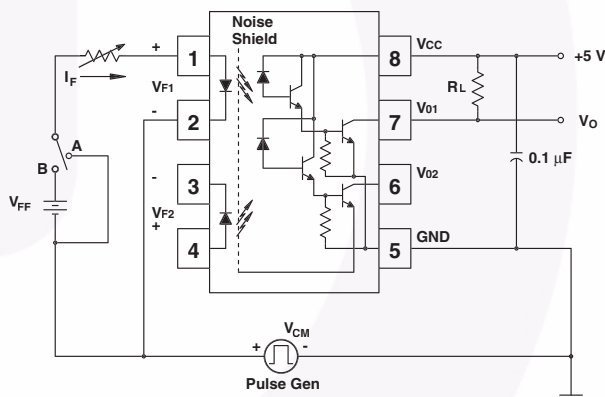 Noise
Shield
+
1
8
VCC
+5 V
IF
VF1
RL
-
2
7
V01
VO
A
B
0.1 μF
-
3
6
V02
VFF
VF2
+
4
5
GND
VCM
+
-
Pulse Gen